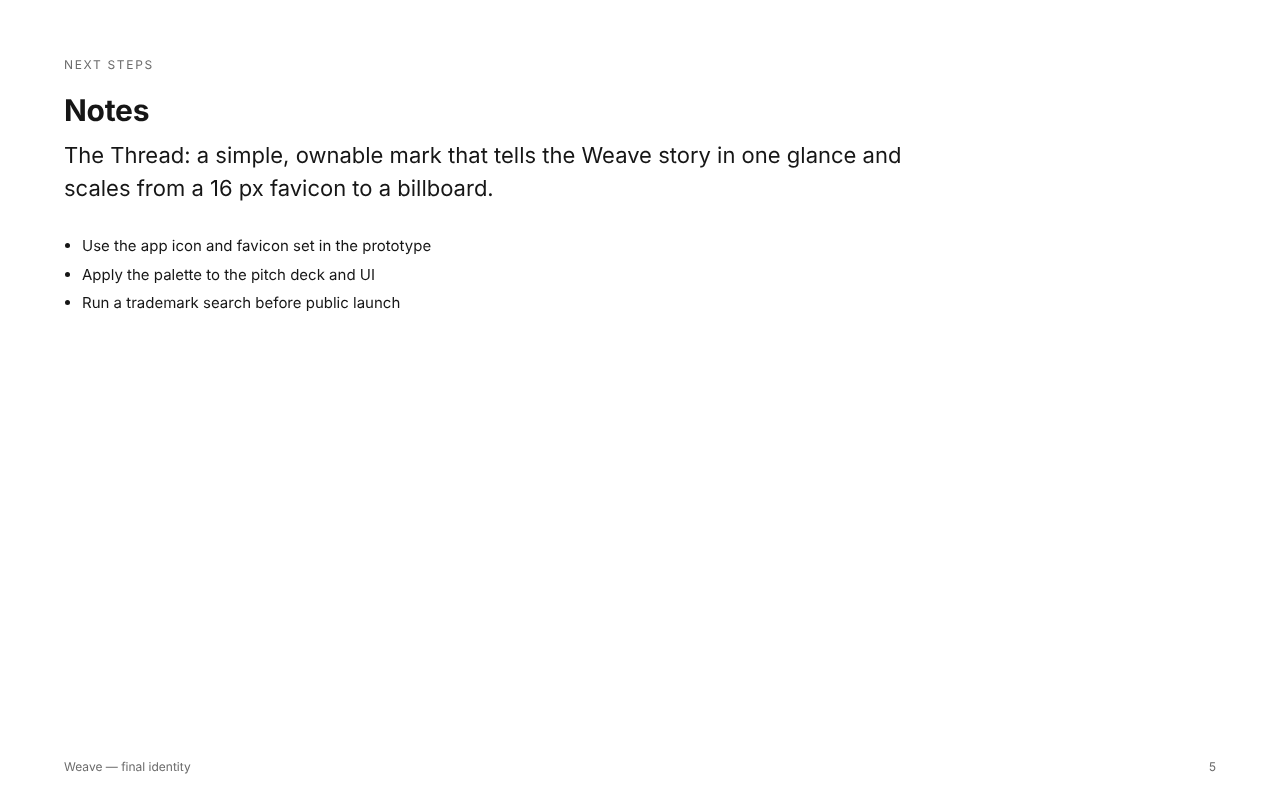 NEXT STEPS
Notes
The Thread: a simple, ownable mark that tells the Weave story in one glance and
scales from a 16 px favicon to a billboard.
• Use the app icon and favicon set in the prototype
• Apply the palette to the pitch deck and UI
• Run a trademark search before public launch
Weave — final identity
5